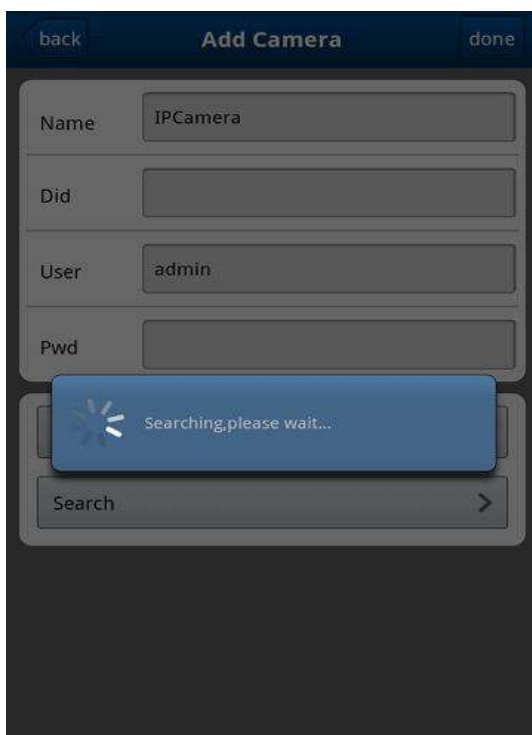 back Add Camera done
Name IPCamera
Did
User admin
Pwd
Searching,please wait...
Search